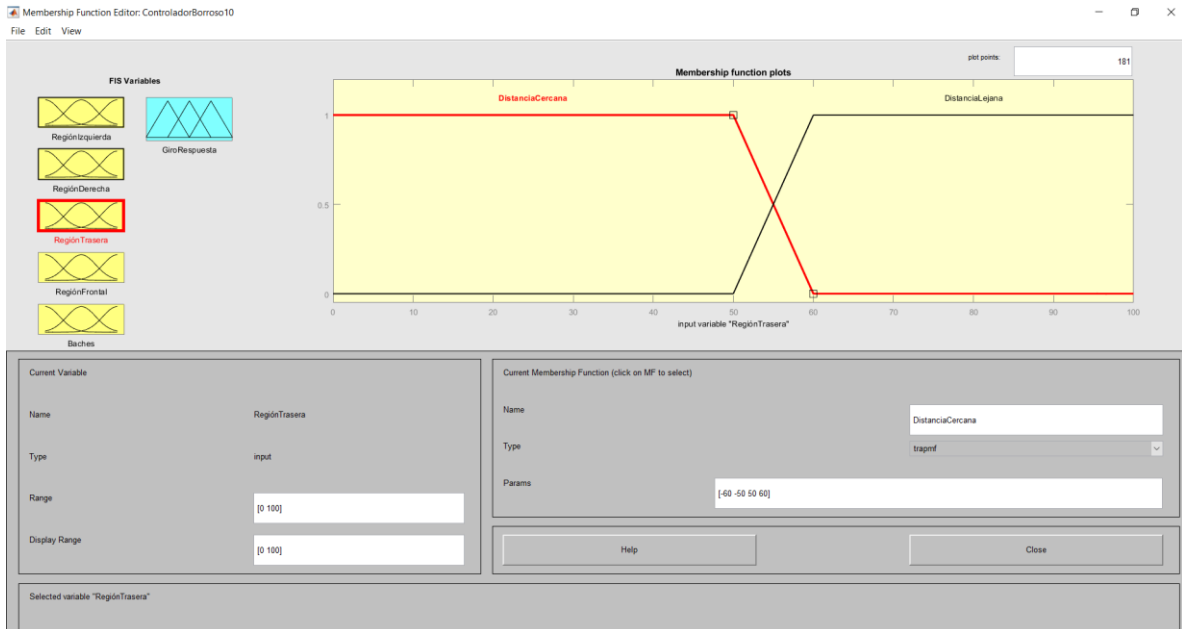 Membership Function Editor: ControladorBorroso10
File Edit View
FIS Variables
RegiónIzquierda
GiroRespuesta
RegiónDerecha
RegiónTrasera
RegiónFrontal
Baches
plot points:
181
Membership function plots
DistanciaCercana
DistanciaLejana
1
0.5
0
0 10 20 30 40 50 60 70 80 90 100
input variable "RegiónTrasera"
Current Variable
Name RegiónTrasera
Type input
Range [0 100]
Display Range [0 100]
Current Membership Function (click on MF to select)
Name DistanciaCercana
Type trapmf
Params [-60 -50 50 60]
Help Close
Selected variable "RegiónTrasera"